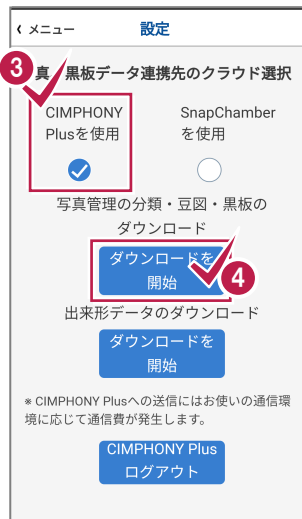 ‹ メニュー 設定
3
真・黒板データ連携先のクラウド選択
CIMPHONY
Plusを使用
SnapChamber
を使用
写真管理の分類・豆図・黒板の
ダウンロード
ダウンロードを
開始
4
出来形データのダウンロード
ダウンロードを
開始
※ CIMPHONY Plusへの送信にはお使いの通信環
境に応じて通信費が発生します。
CIMPHONY Plus
ログアウト